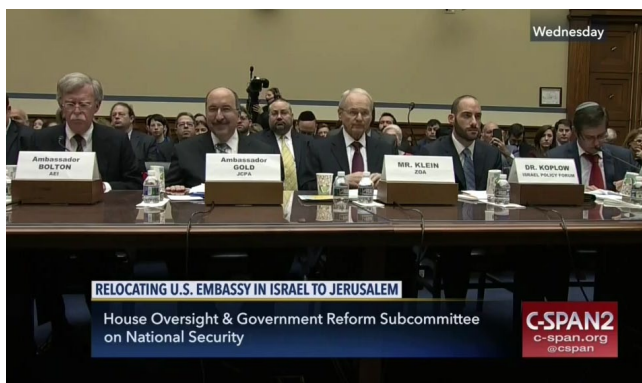 Wednesday
Ambassador
BOLTON
AEI
Ambassador
GOLD
JCPA
MR. KLEIN
ZOA
DR. KOPLOW
ISRAEL POLICY FORUM
RELOCATING U.S. EMBASSY IN ISRAEL TO JERUSALEM
House Oversight & Government Reform Subcommittee
on National Security
C-SPAN2
c-span.org
@cspan